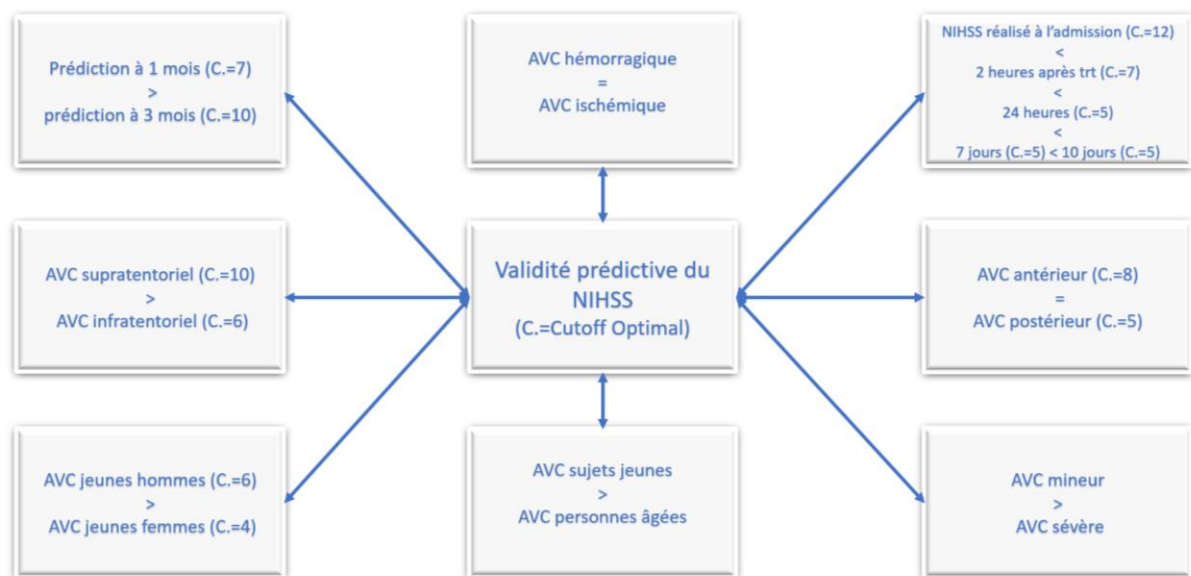 Prédiction à 1 mois (C.=7)
>
prédiction à 3 mois (C.=10)
AVC hémorragique
=
AVC ischémique
NIHSS réalisé à l'admission (C.=12)
<
2 heures après trt (C.=7)
<
24 heures (C.=5)
<
7 jours (C.=5) < 10 jours (C.=5)
AVC supratentoriel (C.=10)
>
AVC infratentoriel (C.=6)
Validité prédictive du
NIHSS
(C.=Cutoff Optimal)
AVC antérieur (C.=8)
=
AVC postérieur (C.=5)
AVC jeunes hommes (C.=6)
>
AVC jeunes femmes (C.=4)
AVC sujets jeunes
>
AVC personnes âgées
AVC mineur
>
AVC sévère